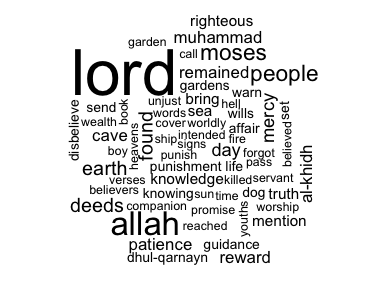 righteous
garden muhammad
call moses
lord
remained people
gardens
unjust bring hell warn
disbelieve send book words sea wills mercy set
wealth found cover worldly
cave ship intended affair believed
boy heavens signs fire forgot
earth punish day pass al-khidh
punishment life
verses knowledge killed servant
believers knowing sun time dog truth
deeds companion promise youths worship
allah reached mention
patience guidance
dhul-qarnayn reward